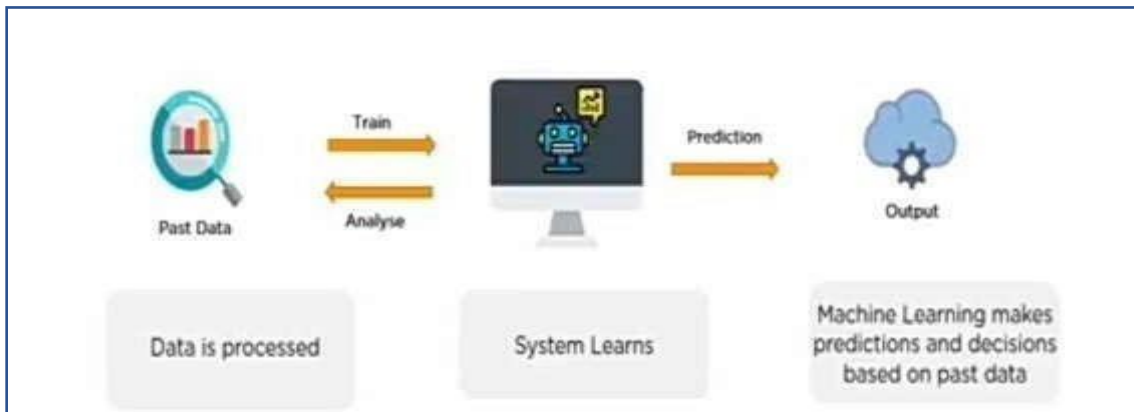 Train
Prediction
Past Data
Analyse
Output
Data is processed
System Learns
Machine Learning makes
predictions and decisions
based on past data